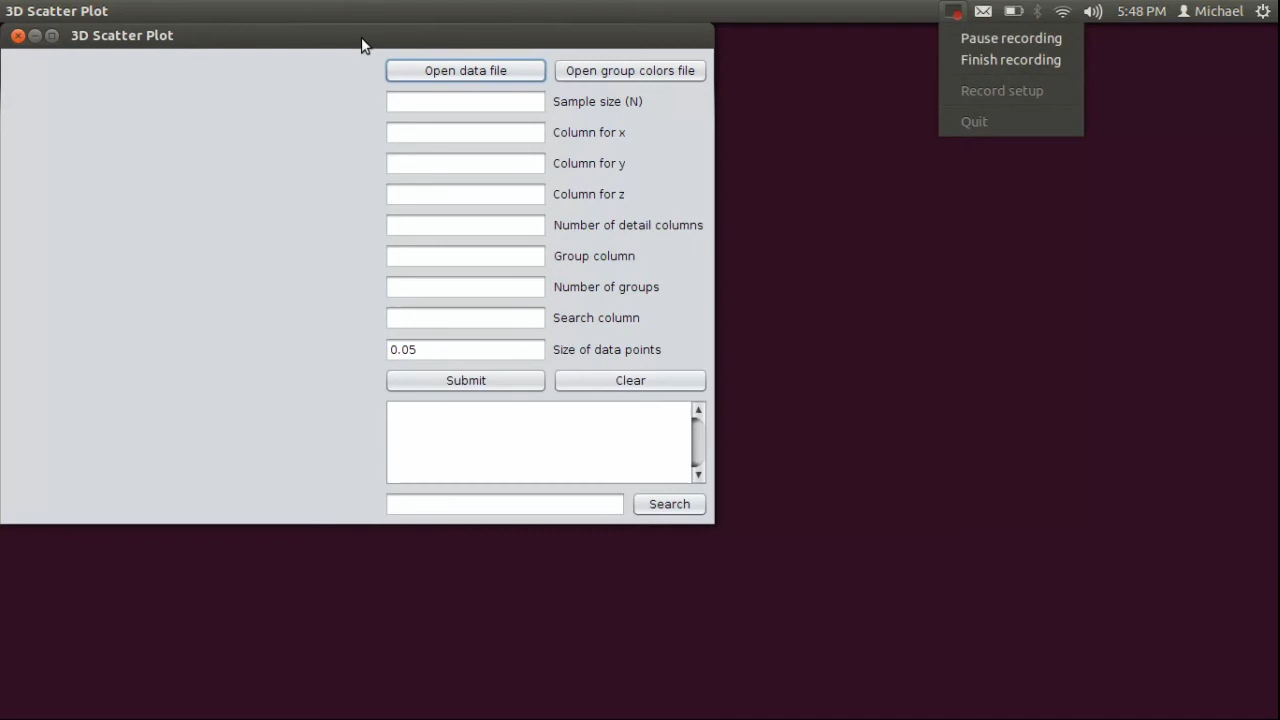 3D Scatter Plot
5:48 PM Michael
3D Scatter Plot
Pause recording
Finish recording
Record setup
Quit
Open data file Open group colors file
Sample size (N)
Column for x
Column for y
Column for z
Number of detail columns
Group column
Number of groups
Search column
0.05 Size of data points
Submit Clear
Search